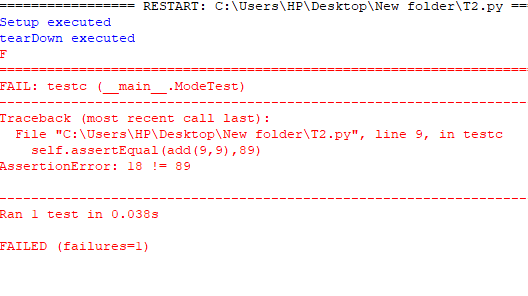 ================= RESTART: C:\Users\HP\Desktop\New folder\T2.py ==
Setup executed
tearDown executed
F
======================================================================
FAIL: testc (__main__.ModeTest)
----------------------------------------------------------------------
Traceback (most recent call last):
  File "C:\Users\HP\Desktop\New folder\T2.py", line 9, in testc
    self.assertEqual(add(9,9),89)
AssertionError: 18 != 89
----------------------------------------------------------------------
Ran 1 test in 0.038s
FAILED (failures=1)